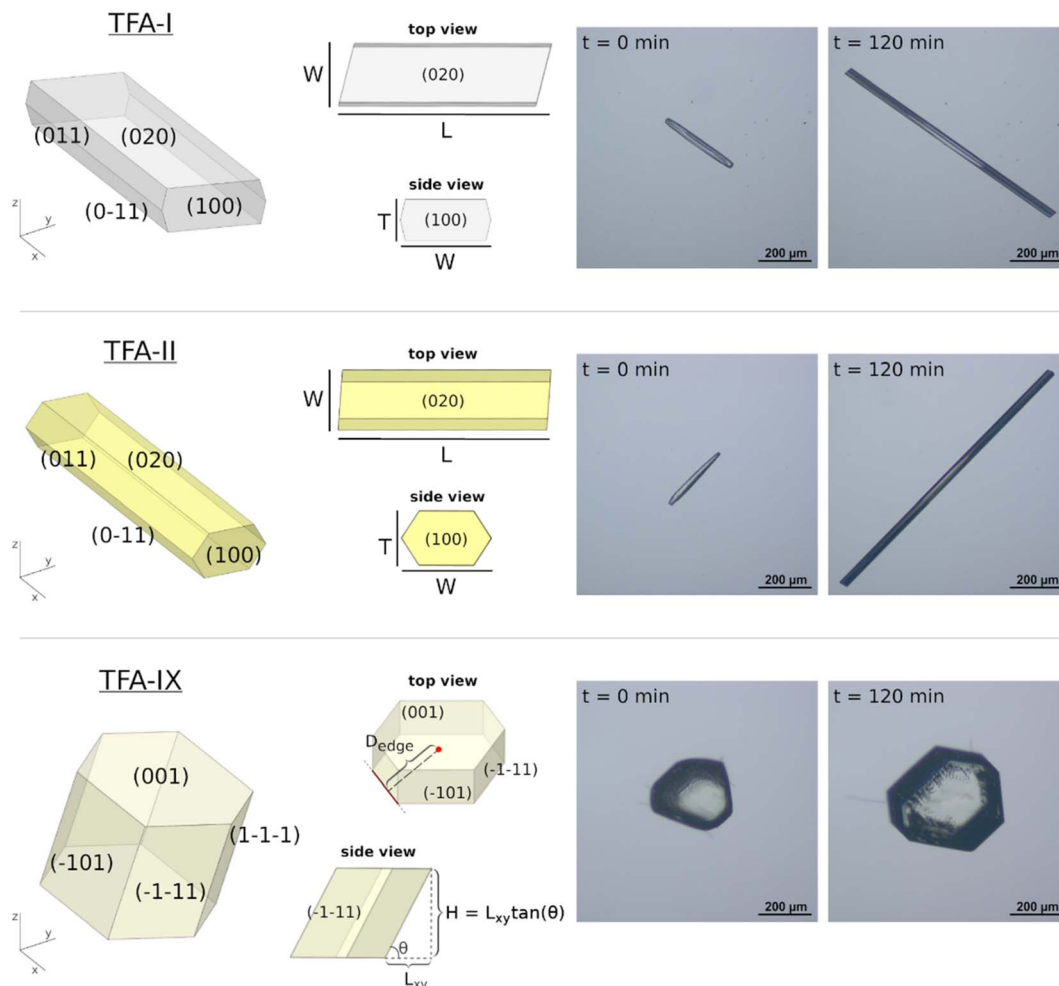 TFA-I
(011)
(020)
(0-11)
(100)
z
y
x
top view
W
(020)
L
side view
T
(100)
W
t = 0 min
200 µm
t = 120 min
200 µm
TFA-II
(011)
(020)
(0-11)
(100)
z
y
x
top view
W
(020)
L
side view
T
(100)
W
t = 0 min
200 µm
t = 120 min
200 µm
TFA-IX
(001)
(1-1-1)
(-101)
(-1-11)
z
y
x
top view
(001)
Dedge
(-1-11)
(-101)
side view
(-1-11)
H = Lxytan(θ)
θ
Lxy
t = 0 min
200 µm
t = 120 min
200 µm